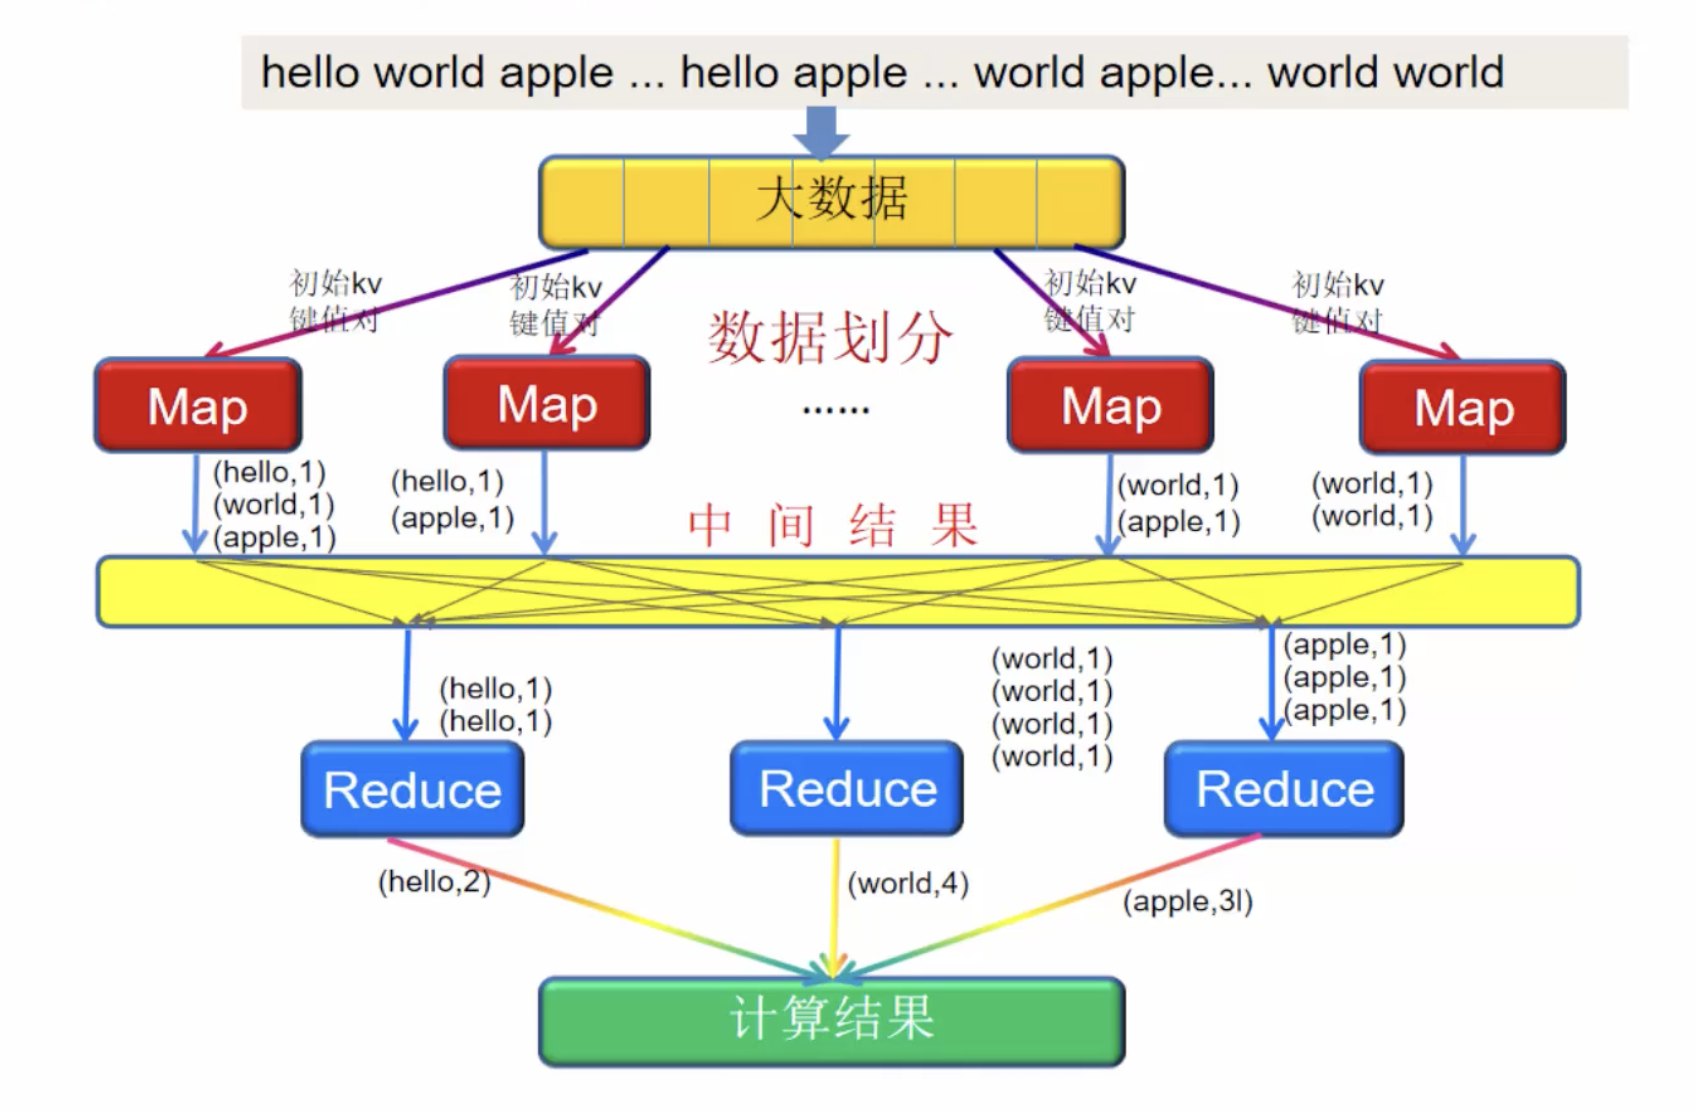 hello world apple ... hello apple ... world apple... world world
大数据
初始kv
键值对
初始kv
键值对
初始kv
键值对
初始kv
键值对
数据划分
Map
Map
......
Map
Map
(hello,1)
(world,1)
(apple,1)
(hello,1)
(apple,1)
中 间 结 果
(world,1)
(apple,1)
(world,1)
(world,1)
(hello,1)
(hello,1)
(world,1)
(world,1)
(world,1)
(world,1)
(apple,1)
(apple,1)
(apple,1)
Reduce
Reduce
Reduce
(hello,2)
(world,4)
(apple,3l)
计算结果